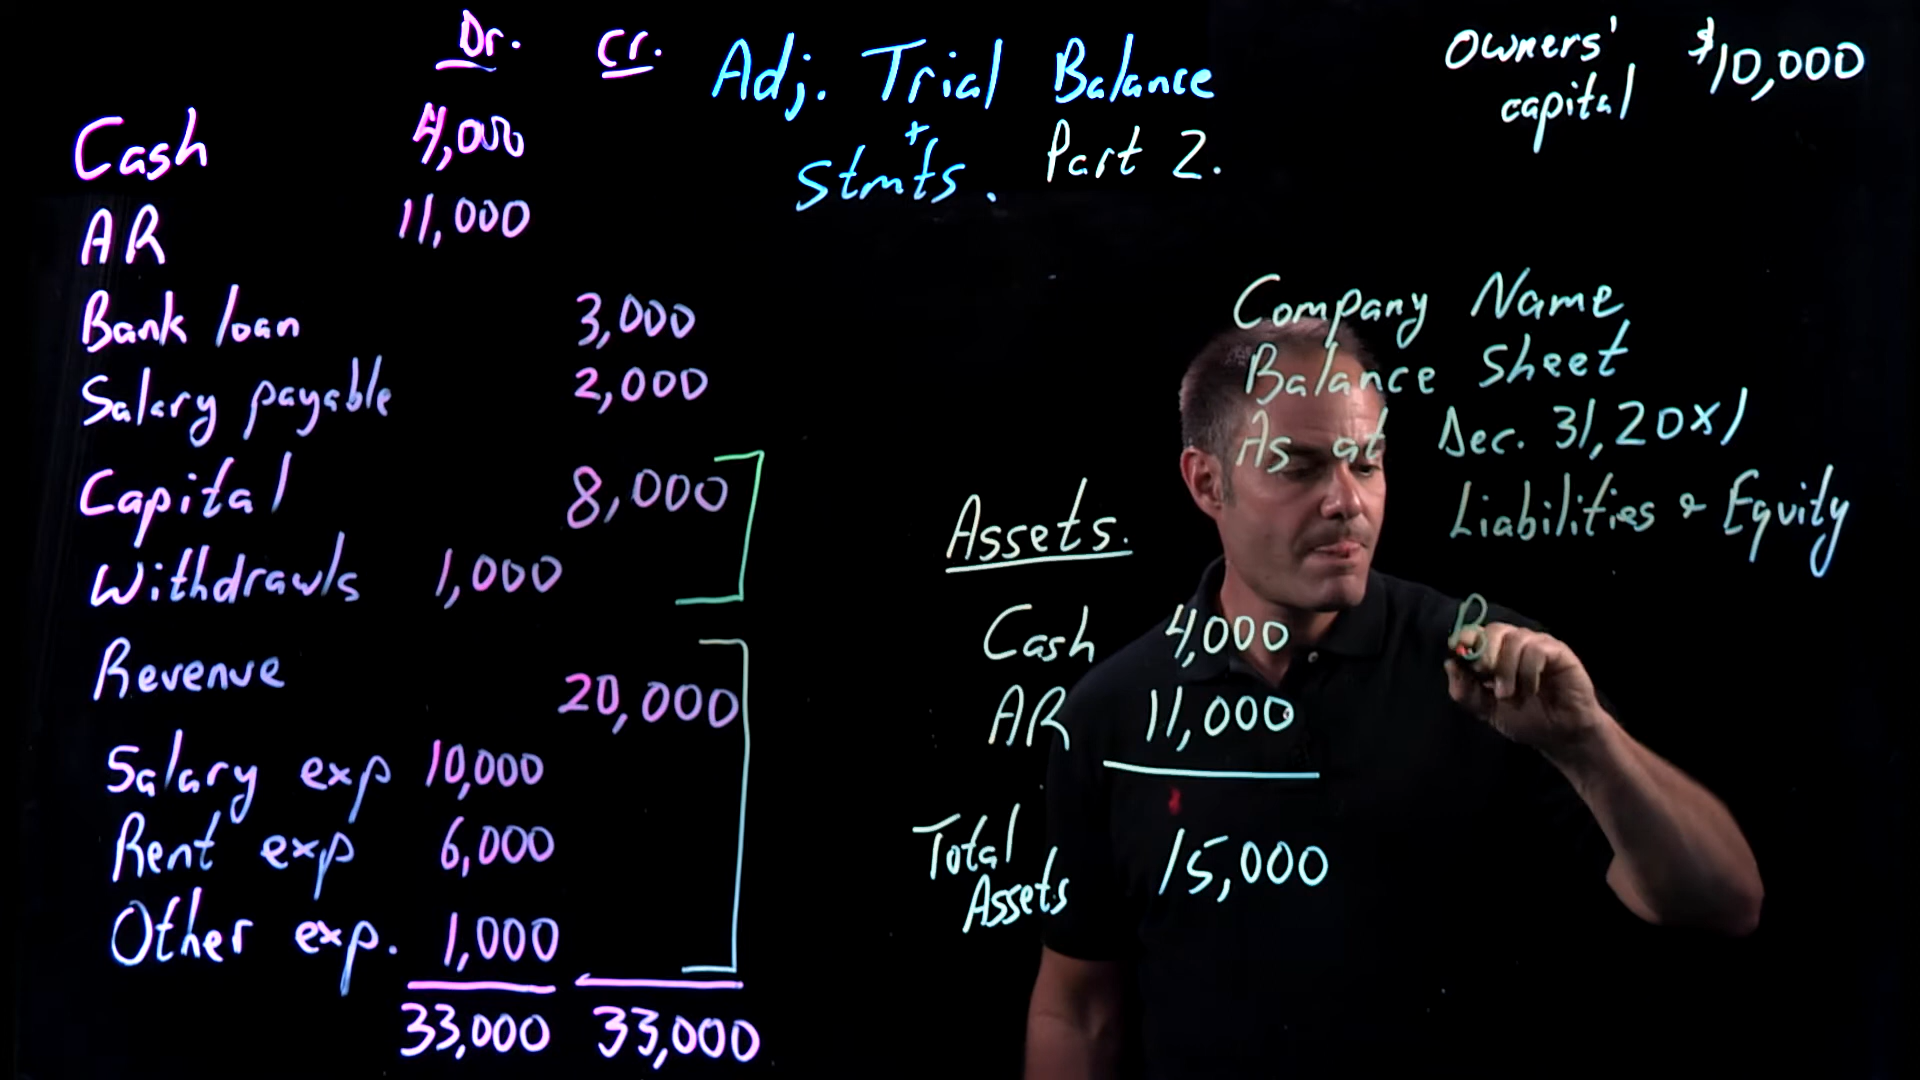 Dr. Cr.
Cash 4,000
AR 11,000
Bank loan 3,000
Salary payable 2,000
Capital 8,000
Withdrawls 1,000
Revenue 20,000
Salary exp 10,000
Rent exp 6,000
Other exp. 1,000
33,000 33,000
Adj. Trial Balance
+
Stmts. Part 2.
Owners' $10,000
capital
Company Name
Balance Sheet
As at Dec. 31, 20X1
Assets. Liabilities & Equity
Cash 4,000 B
AR 11,000
Total 15,000
Assets